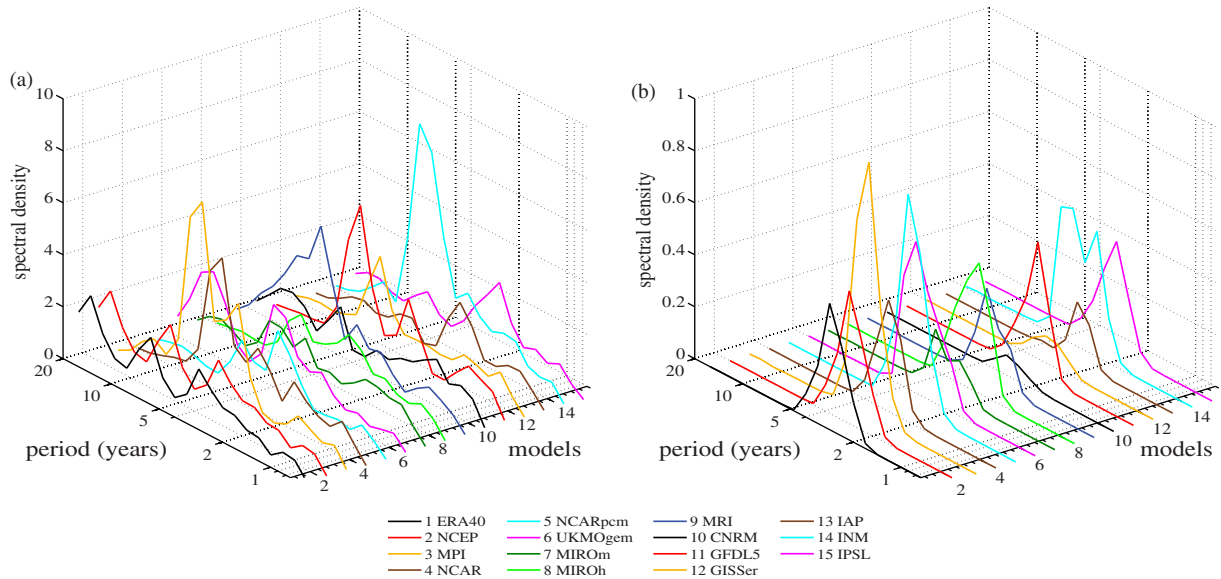 (a)
10
8
6
4
2
0
spectral density
20
10
5
2
1
period (years)
2
4
6
8
10
12
14
models
(b)
1
0.8
0.6
0.4
0.2
0
spectral density
20
10
5
2
1
period (years)
2
4
6
8
10
12
14
models
1 ERA40
2 NCEP
3 MPI
4 NCAR
5 NCARpcm
6 UKMOgem
7 MIROm
8 MIROh
9 MRI
10 CNRM
11 GFDL5
12 GISSer
13 IAP
14 INM
15 IPSL